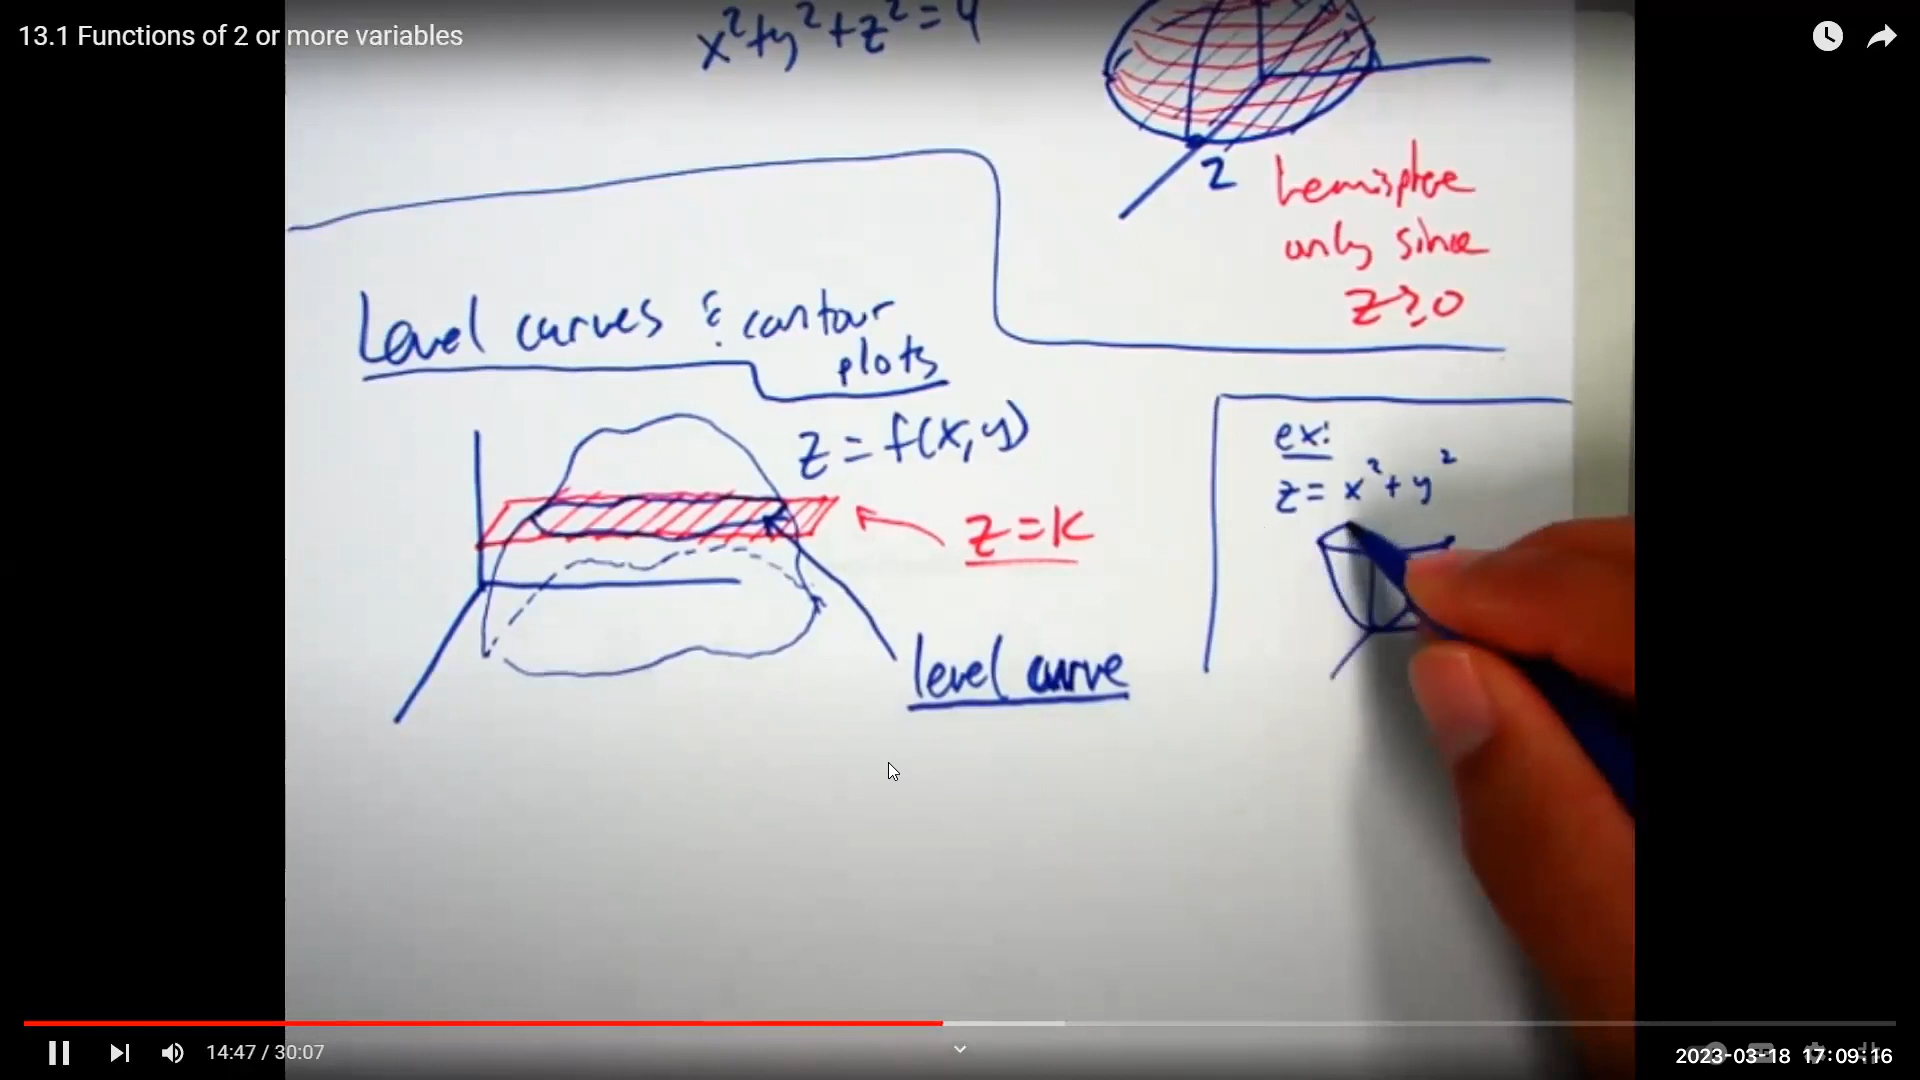 13.1 Functions of 2 or more variables
x²+y²+z²=4
2
hemisphere
only since
z≥0
Level curves & contour
plots
z = f(x,y)
z=k
level curve
ex:
z = x²+y²
14:47 / 30:07
2023-03-18 17:09:16